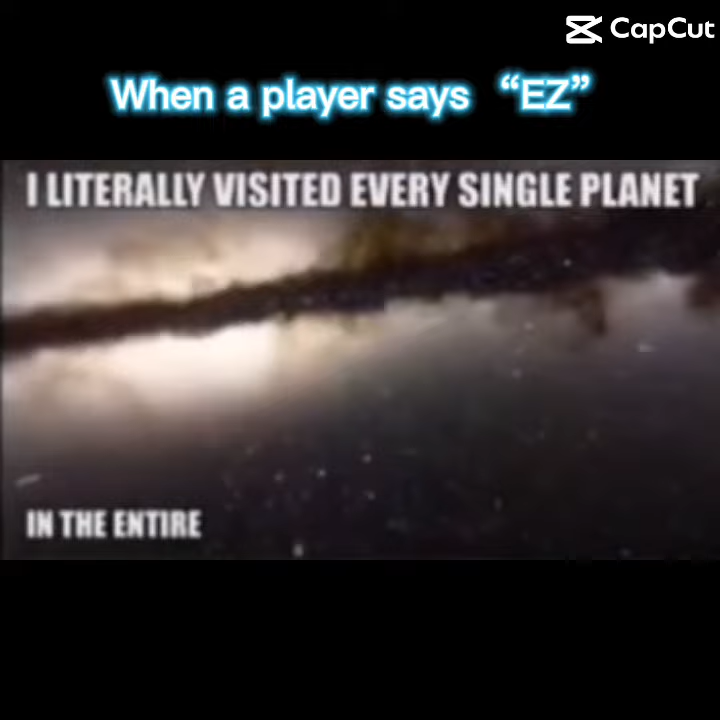 CapCut
When a player says “EZ”
I LITERALLY VISITED EVERY SINGLE PLANET
IN THE ENTIRE